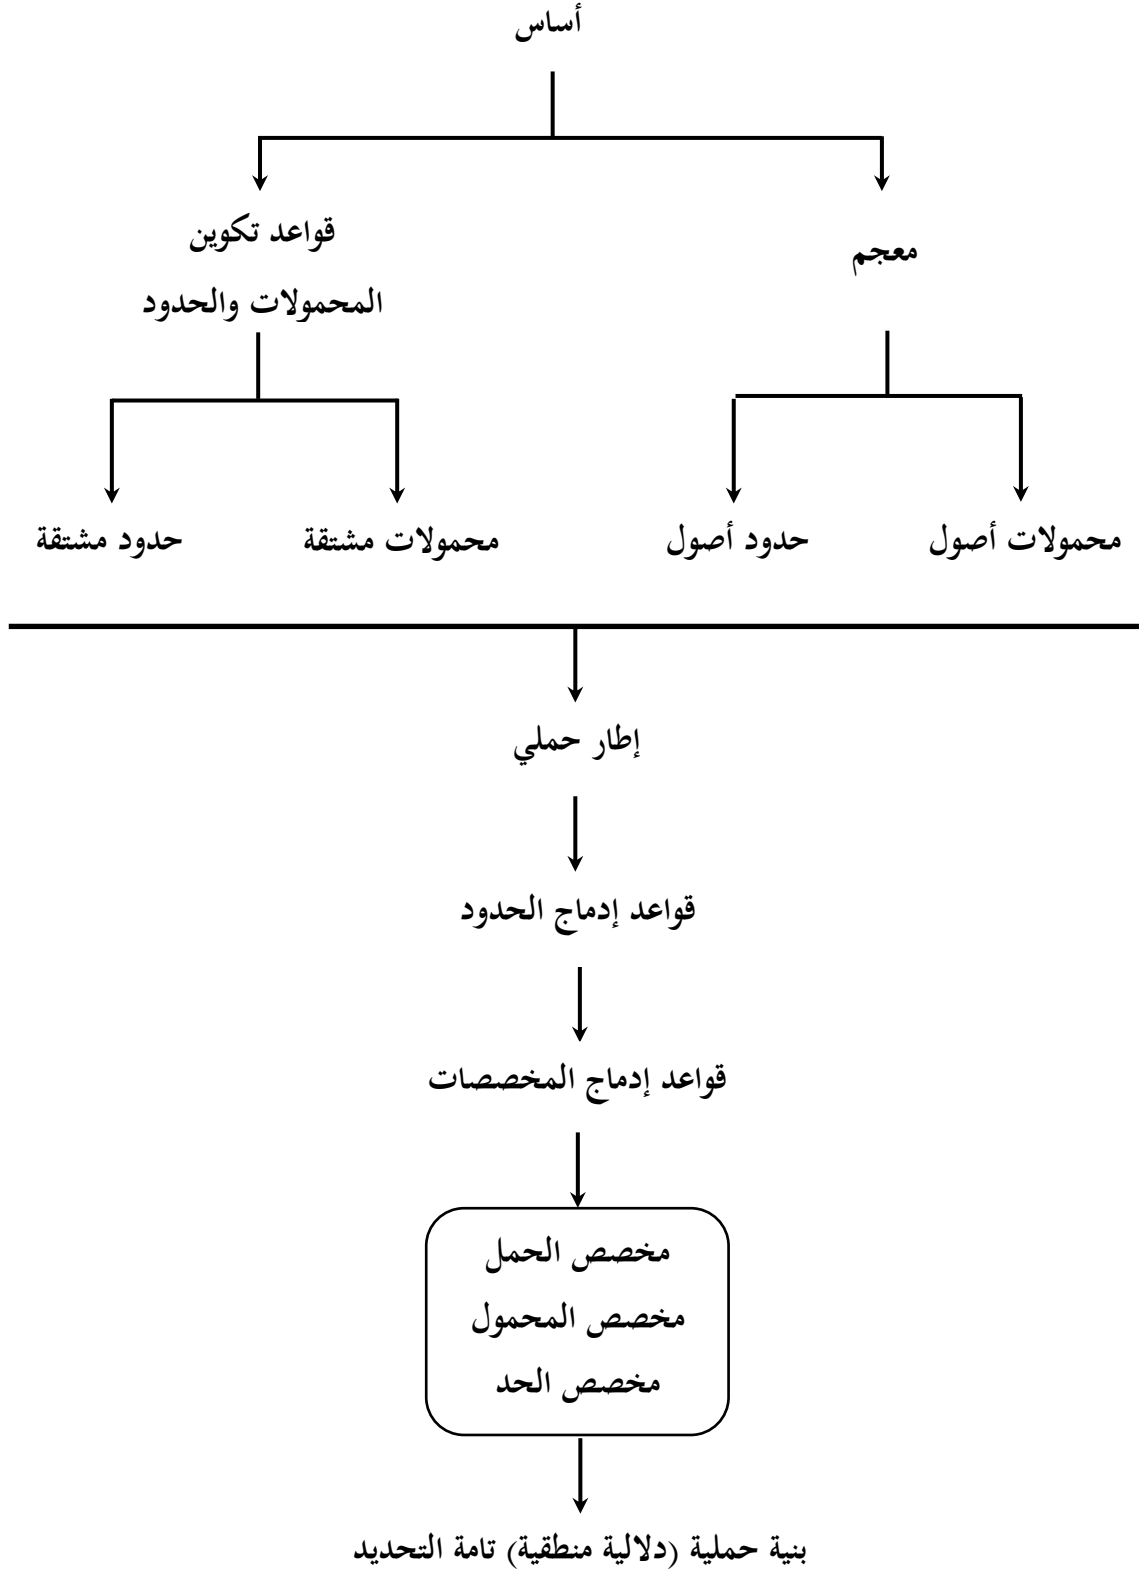 أساس
معجم
قواعد تكوين
المحمولات والحدود
محمولات أصول
حدود أصول
محمولات مشتقة
حدود مشتقة
إطار حملي
قواعد إدماج الحدود
قواعد إدماج المخصصات
مخصص الحمل
مخصص المحمول
مخصص الحد
بنية حملية (دلالية منطقية) تامة التحديد